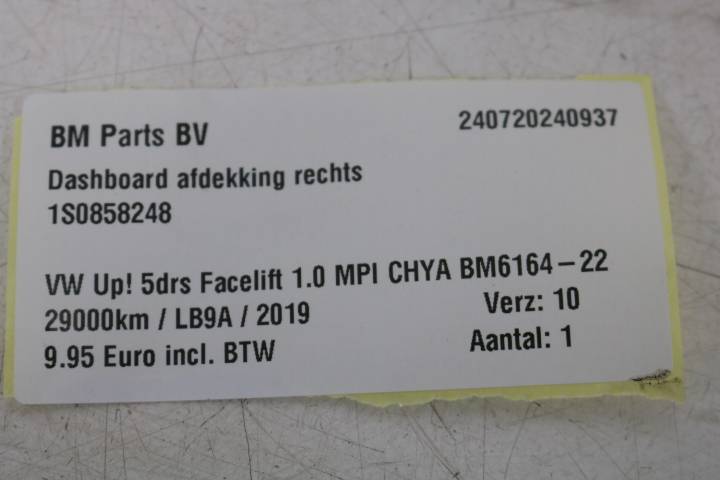 BM Parts BV 240720240937
Dashboard afdekking rechts
1S0858248
VW Up! 5drs Facelift 1.0 MPI CHYA BM6164-22
29000km / LB9A / 2019 Verz: 10
9.95 Euro incl. BTW Aantal: 1